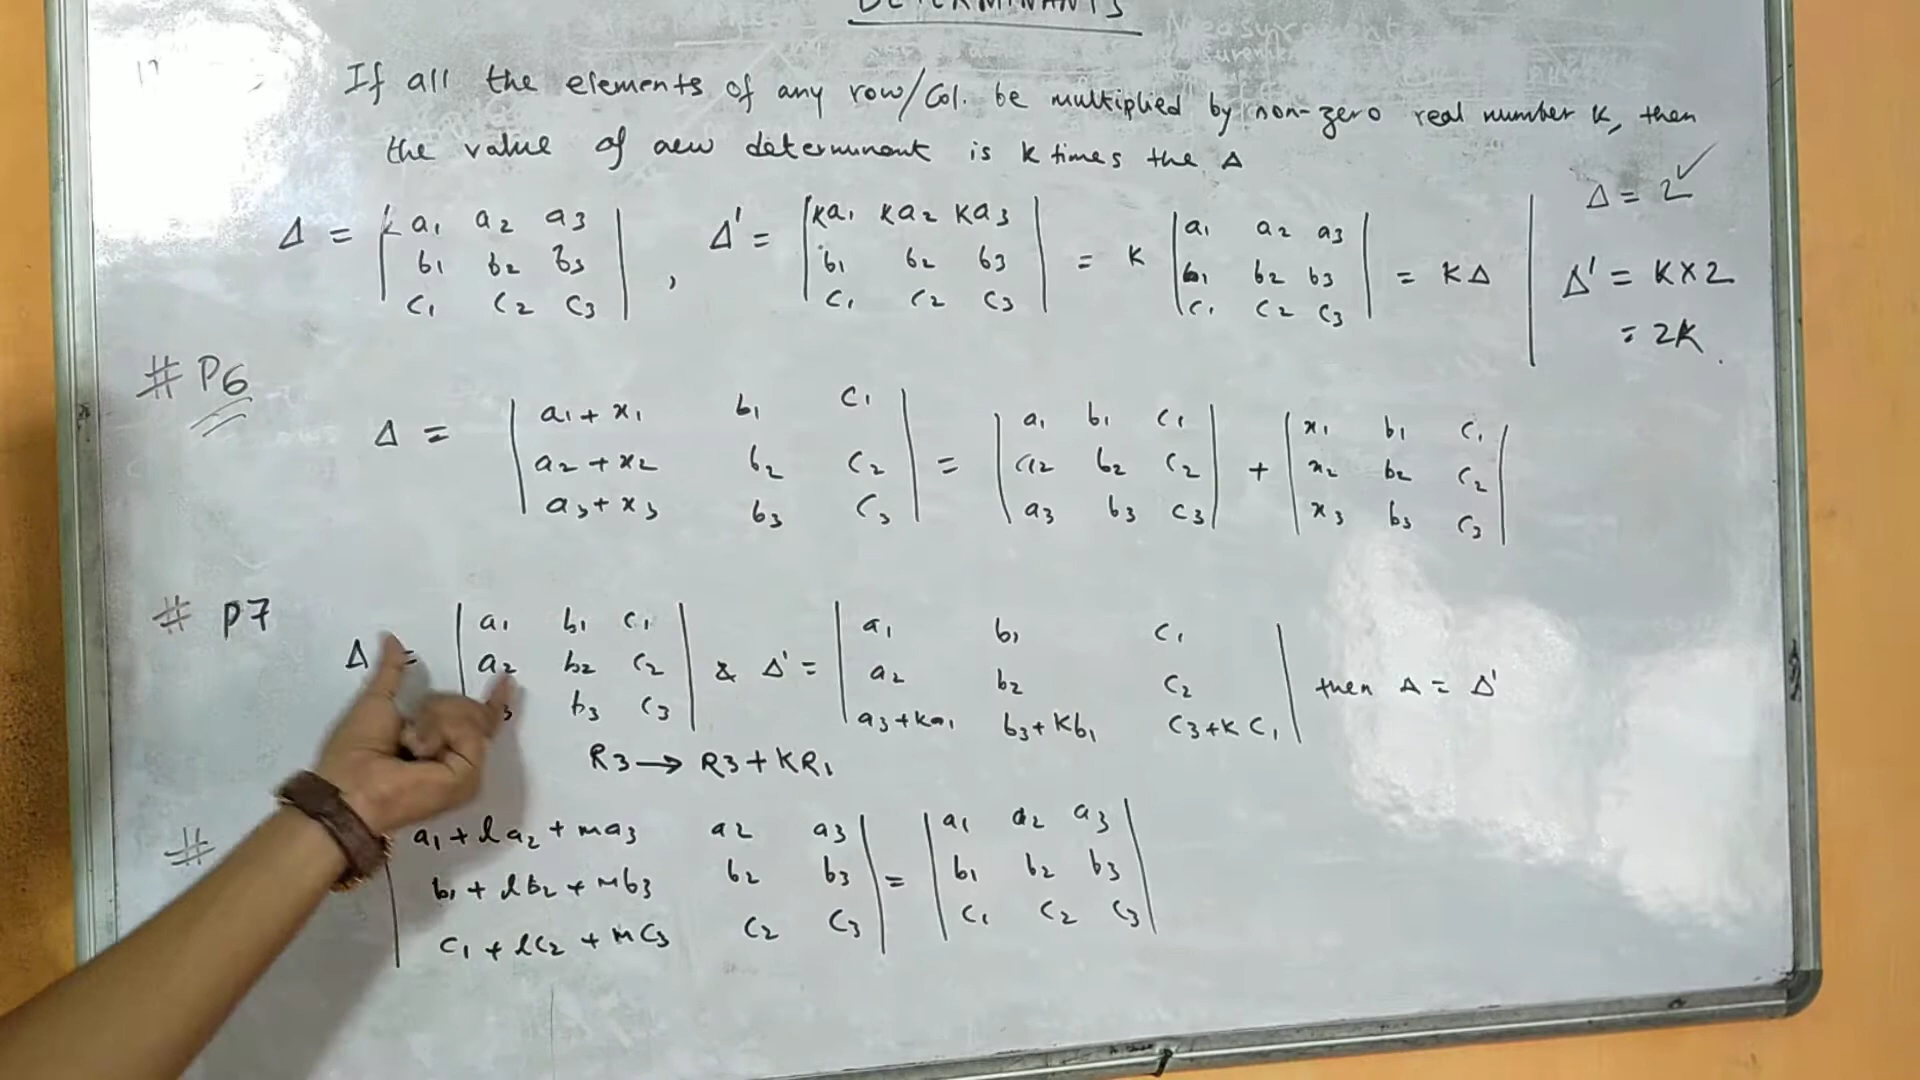 DETERMINANTS
If all the elements of any row/Col. be multiplied by non-zero real number K, then
the value of new determinant is K times the Δ
Δ = | a1 a2 a3 | , Δ' = | Ka1 Ka2 Ka3 | = K | a1 a2 a3 | = KΔ | Δ = 2 ✓
| b1 b2 b3 | | b1 b2 b3 | | b1 b2 b3 | | Δ' = K×2
| c1 c2 c3 | | c1 c2 c3 | | c1 c2 c3 | | = 2K.
# P6
Δ = | a1 + x1 b1 c1 | = | a1 b1 c1 | + | x1 b1 c1 |
| a2 + x2 b2 c2 | | a2 b2 c2 | | x2 b2 c2 |
| a3 + x3 b3 c3 | | a3 b3 c3 | | x3 b3 c3 |
# P7
Δ = | a1 b1 c1 | & Δ' = | a1 b1 c1 | then Δ = Δ'
| a2 b2 c2 | | a2 b2 c2 |
3 b3 c3 | | a3+ka1 b3+Kb1 c3+K c1 |
R3 → R3 + KR1
#
a1 + la2 + ma3 a2 a3 | = | a1 a2 a3 |
b1 + lb2 + mb3 b2 b3 | | b1 b2 b3 |
| c1 + lc2 + mc3 c2 c3 | | c1 c2 c3 |